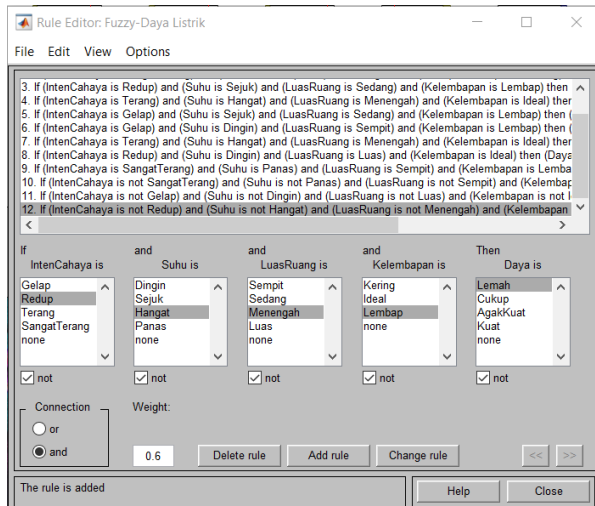 Rule Editor: Fuzzy-Daya Listrik
File Edit View Options
3. If (IntenCahaya is Redup) and (Suhu is Sejuk) and (LuasRuang is Sedang) and (Kelembapan is Lembap) then
4. If (IntenCahaya is Terang) and (Suhu is Hangat) and (LuasRuang is Menengah) and (Kelembapan is Ideal) ther
5. If (IntenCahaya is Gelap) and (Suhu is Sejuk) and (LuasRuang is Sedang) and (Kelembapan is Lembap) then (
6. If (IntenCahaya is Gelap) and (Suhu is Dingin) and (LuasRuang is Sempit) and (Kelembapan is Lembap) then (
7. If (IntenCahaya is Terang) and (Suhu is Hangat) and (LuasRuang is Menengah) and (Kelembapan is Ideal) ther
8. If (IntenCahaya is Redup) and (Suhu is Dingin) and (LuasRuang is Luas) and (Kelembapan is Ideal) then (Daya
9. If (IntenCahaya is SangatTerang) and (Suhu is Panas) and (LuasRuang is Sempit) and (Kelembapan is Lemba
10. If (IntenCahaya is not SangatTerang) and (Suhu is not Panas) and (LuasRuang is not Sempit) and (Kelembap
11. If (IntenCahaya is not Gelap) and (Suhu is not Dingin) and (LuasRuang is not Luas) and (Kelembapan is not I
12. If (IntenCahaya is not Redup) and (Suhu is not Hangat) and (LuasRuang is not Menengah) and (Kelembapan
If and and and Then
IntenCahaya is Suhu is LuasRuang is Kelembapan is Daya is
Gelap Dingin Sempit Kering Lemah
Redup Sejuk Sedang Ideal Cukup
Terang Hangat Menengah Lembap AgakKuat
SangatTerang Panas Luas none Kuat
none none none none
not not not not not
Connection Weight:
or
and 0.6 Delete rule Add rule Change rule << >>
The rule is added Help Close